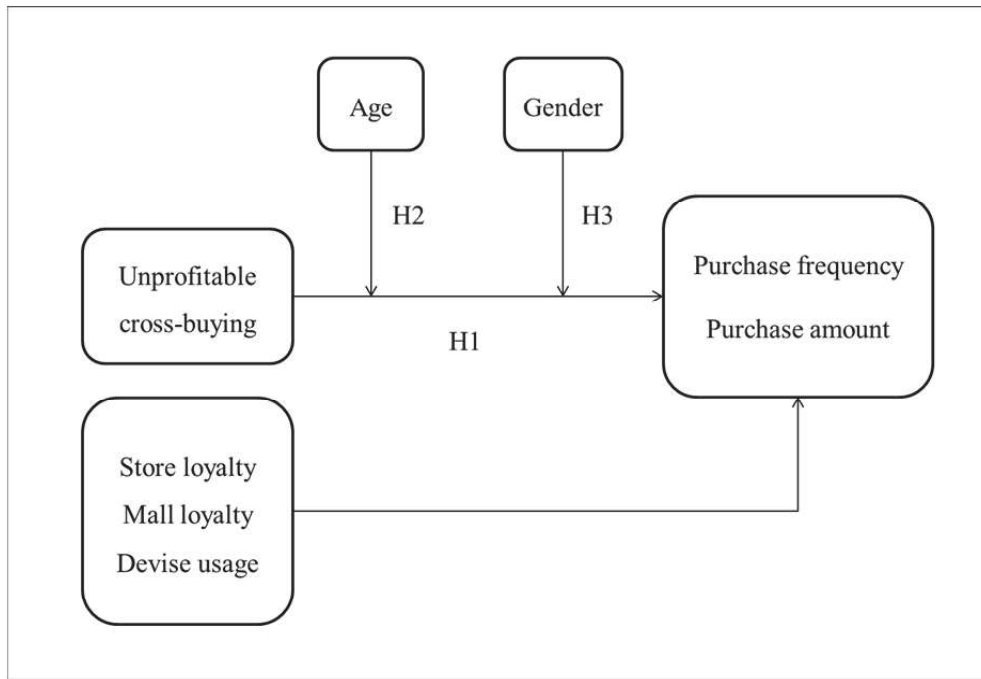 Age
Gender
H2
H3
Unprofitable
cross-buying
H1
Purchase frequency
Purchase amount
Store loyalty
Mall loyalty
Devise usage